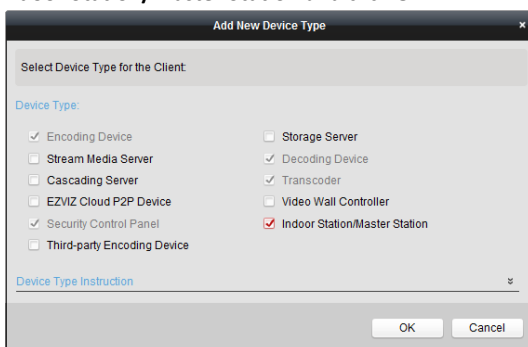 Add New Device Type
Select Device Type for the Client:
Device Type:
Encoding Device
Storage Server
Stream Media Server
Decoding Device
Cascading Server
Transcoder
EZVIZ Cloud P2P Device
Video Wall Controller
Security Control Panel
Indoor Station/Master Station
Third-party Encoding Device
Device Type Instruction
OK
Cancel